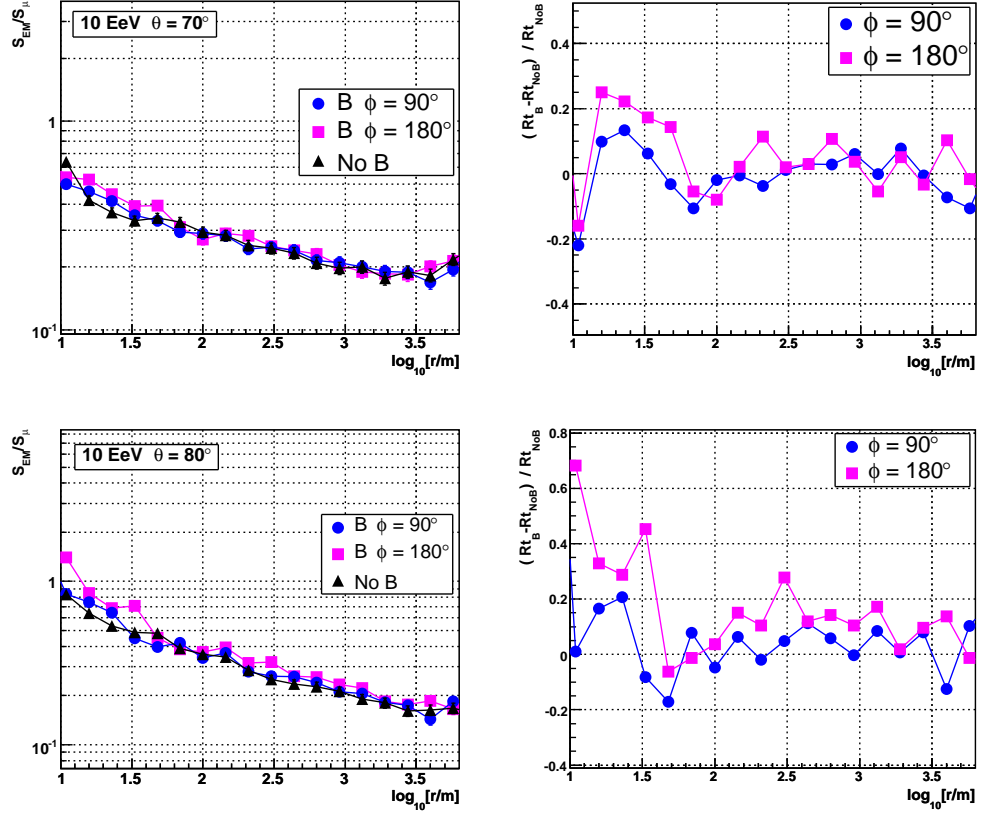 S_EM/S_μ
10 EeV θ = 70°
B ϕ = 90°
B ϕ = 180°
No B
1
10⁻¹
1 1.5 2 2.5 3 3.5
log₁₀[r/m]
( Rt_B -Rt_NoB ) / Rt_NoB
ϕ = 90°
ϕ = 180°
0.4
0.2
0
-0.2
-0.4
1 1.5 2 2.5 3 3.5
log₁₀[r/m]
S_EM/S_μ
10 EeV θ = 80°
B ϕ = 90°
B ϕ = 180°
No B
1
10⁻¹
1 1.5 2 2.5 3 3.5
log₁₀[r/m]
( Rt_B -Rt_NoB ) / Rt_NoB
ϕ = 90°
ϕ = 180°
0.8
0.6
0.4
0.2
0
-0.2
-0.4
1 1.5 2 2.5 3 3.5
log₁₀[r/m]